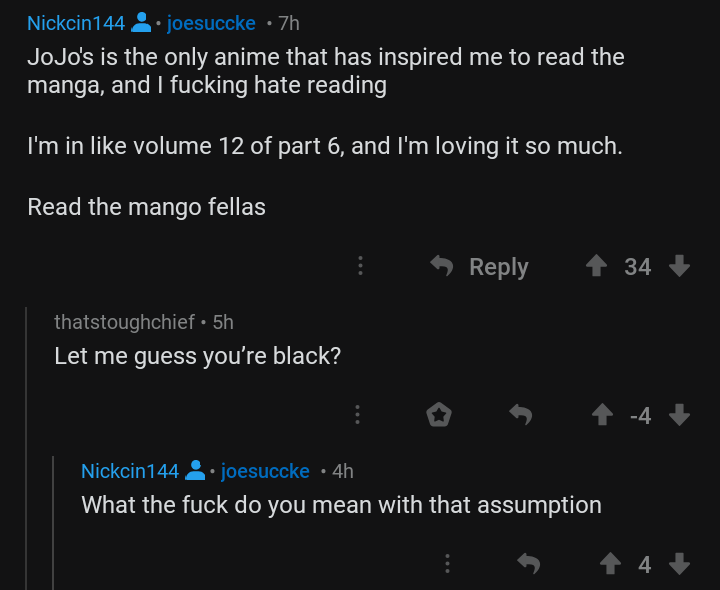 Nickcin144 • joesuccke • 7h
JoJo's is the only anime that has inspired me to read the
manga, and I fucking hate reading
I'm in like volume 12 of part 6, and I'm loving it so much.
Read the mango fellas
Reply 34
thatstoughchief • 5h
Let me guess you’re black?
-4
Nickcin144 • joesuccke • 4h
What the fuck do you mean with that assumption
4